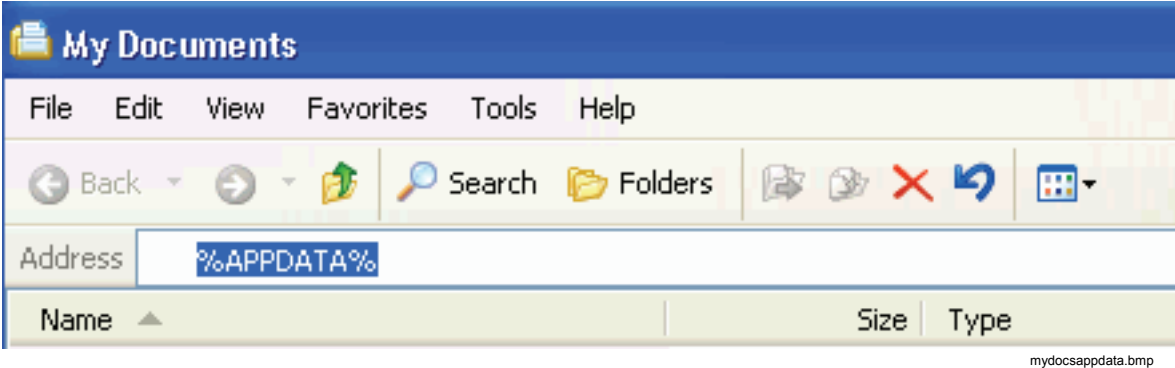 My Documents
File Edit View Favorites Tools Help
Back Search Folders
Address %APPDATA%
Name Size Type
mydocsappdata.bmp